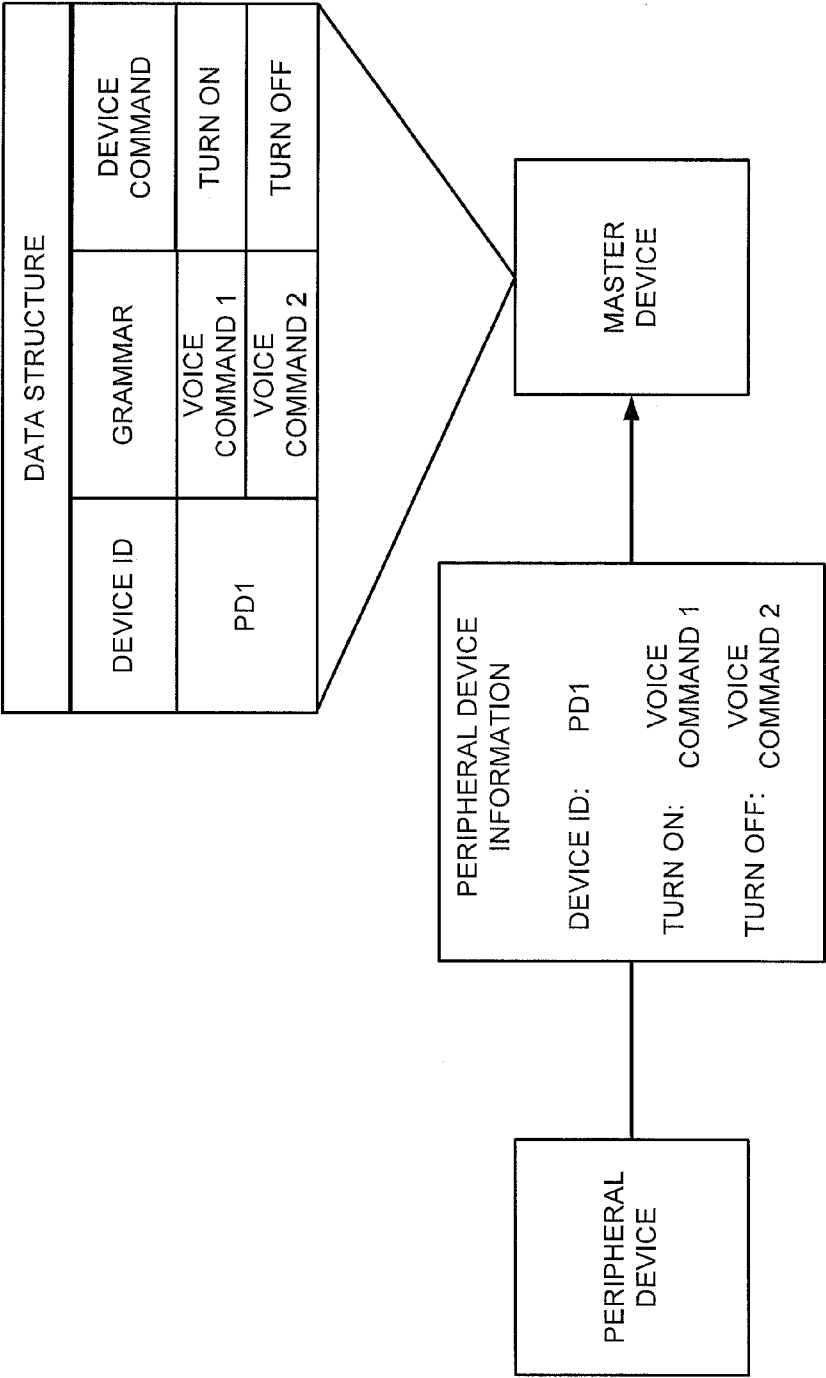 DATA STRUCTURE
DEVICE ID
GRAMMAR
DEVICE
COMMAND
PD1
VOICE
COMMAND 1
TURN ON
VOICE
COMMAND 2
TURN OFF
PERIPHERAL
DEVICE
PERIPHERAL DEVICE
INFORMATION
DEVICE ID: PD1
TURN ON: VOICE
COMMAND 1
TURN OFF: VOICE
COMMAND 2
MASTER
DEVICE